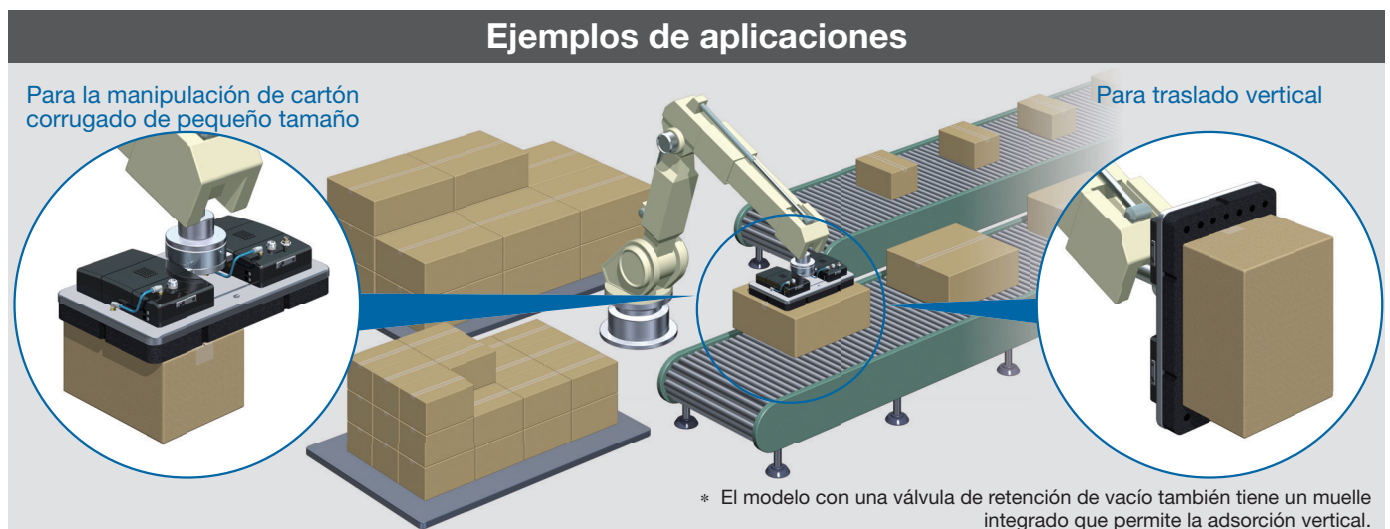 Ejemplos de aplicaciones
Para la manipulación de cartón
corrugado de pequeño tamaño
Para traslado vertical
* El modelo con una válvula de retención de vacío también tiene un muelle
integrado que permite la adsorción vertical.